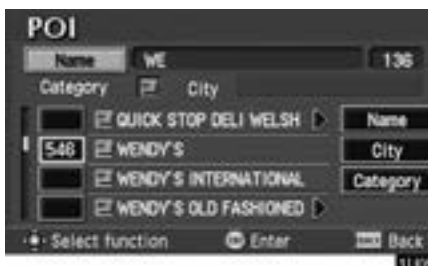 POI
Name WE 136
Category City
QUICK STOP DELI WELSH Name
546 WENDY'S City
WENDY'S INTERNATIONAL Category
WENDY'S OLD FASHIONED
Select function Enter Back